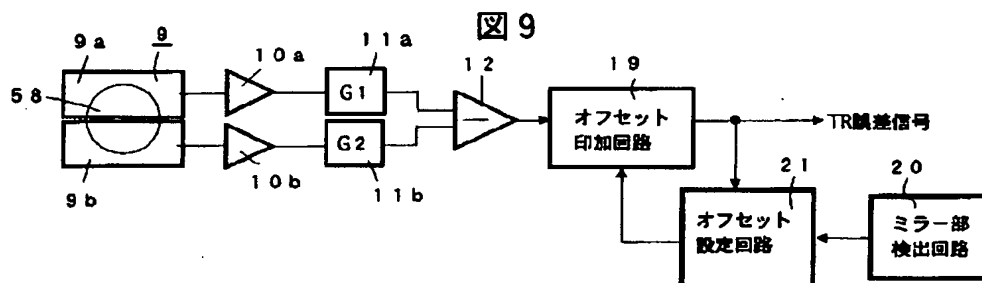 図9
9a
9
10a
11a
12
19
58
G1
オフセット
印加回路
TR誤差信号
G2
9b
10b
11b
21
20
オフセット
設定回路
ミラー部
検出回路